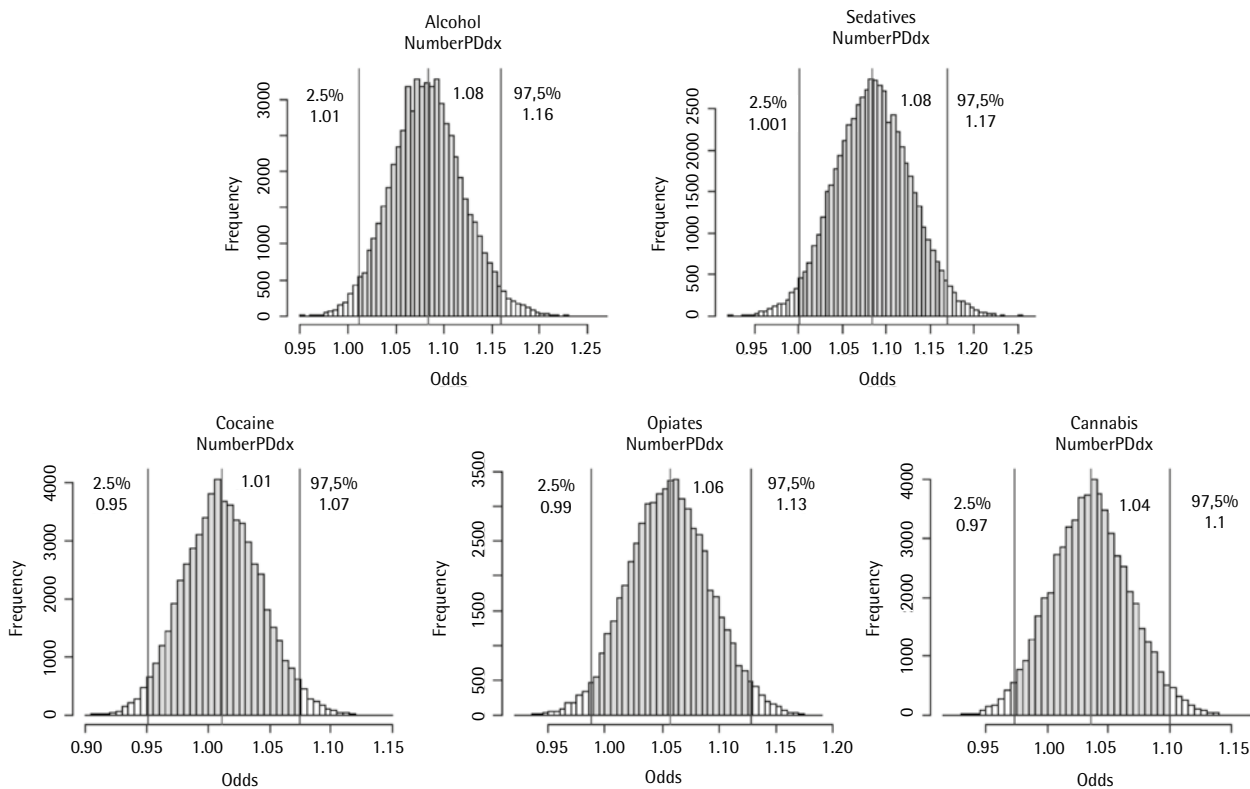 Alcohol
NumberPDdx
2.5%
1.01
1.08
97,5%
1.16
Frequency
3000
2000
1000
500
0
0.95 1.00 1.05 1.10 1.15 1.20 1.25
Odds
Sedatives
NumberPDdx
2.5%
1.001
1.08
97,5%
1.17
Frequency
2500
2000
1500
1000
500
0
0.95 1.00 1.05 1.10 1.15 1.20 1.25
Odds
Cocaine
NumberPDdx
2.5%
0.95
1.01
97,5%
1.07
Frequency
4000
3000
2000
1000
0
0.90 0.95 1.00 1.05 1.10 1.15
Odds
Opiates
NumberPDdx
2.5%
0.99
1.06
97,5%
1.13
Frequency
3500
2500
1500
500
0
0.95 1.00 1.05 1.10 1.15 1.20
Odds
Cannabis
NumberPDdx
2.5%
0.97
1.04
97,5%
1.1
Frequency
4000
3000
2000
1000
0
0.95 1.00 1.05 1.10 1.15
Odds